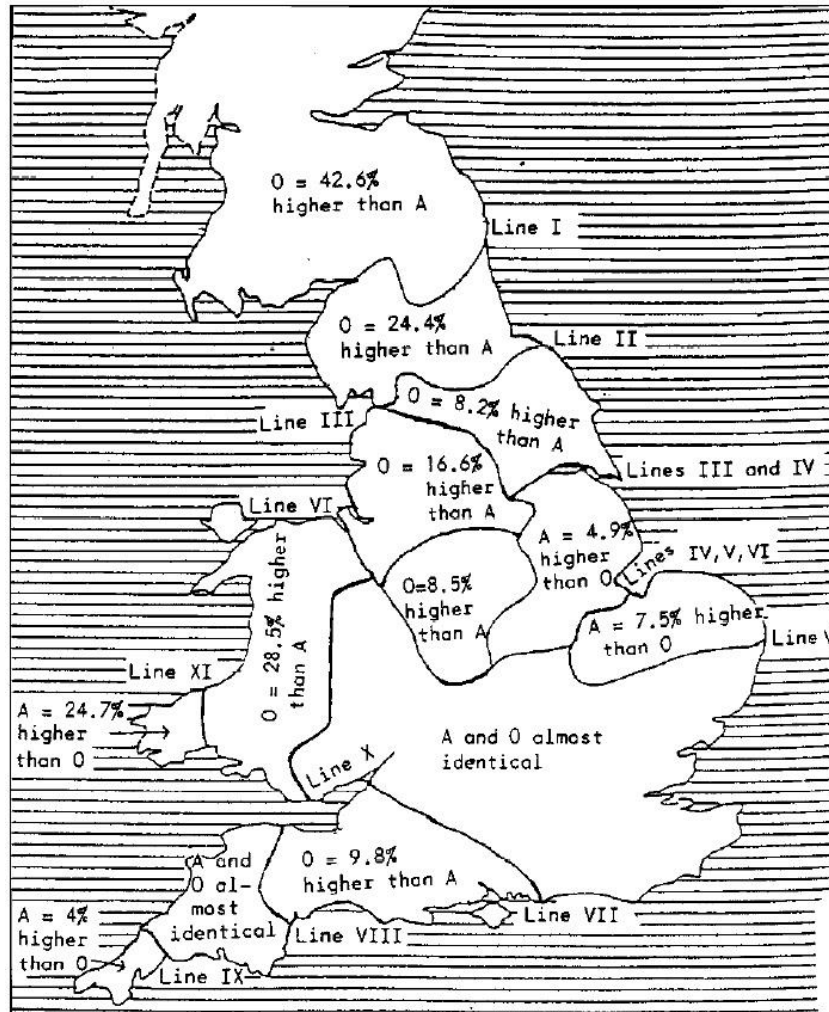 O = 42.6%
higher than A
Line I
O = 24.4%
higher than A
Line II
O = 8.2% higher
than A
Line III
O = 16.6%
higher
than A
Lines III and IV
Line VI
A = 4.9%
higher
than O
Lines IV, V, VI
O = 28.5% higher
than A
O=8.5%
higher
than A
A = 7.5% higher
than O
Line V
Line XI
A = 24.7%
higher
than O
A and O almost
identical
Line X
A and
O al-
most
identical
O = 9.8%
higher than A
A = 4%
higher
than O
Line VII
Line VIII
Line IX